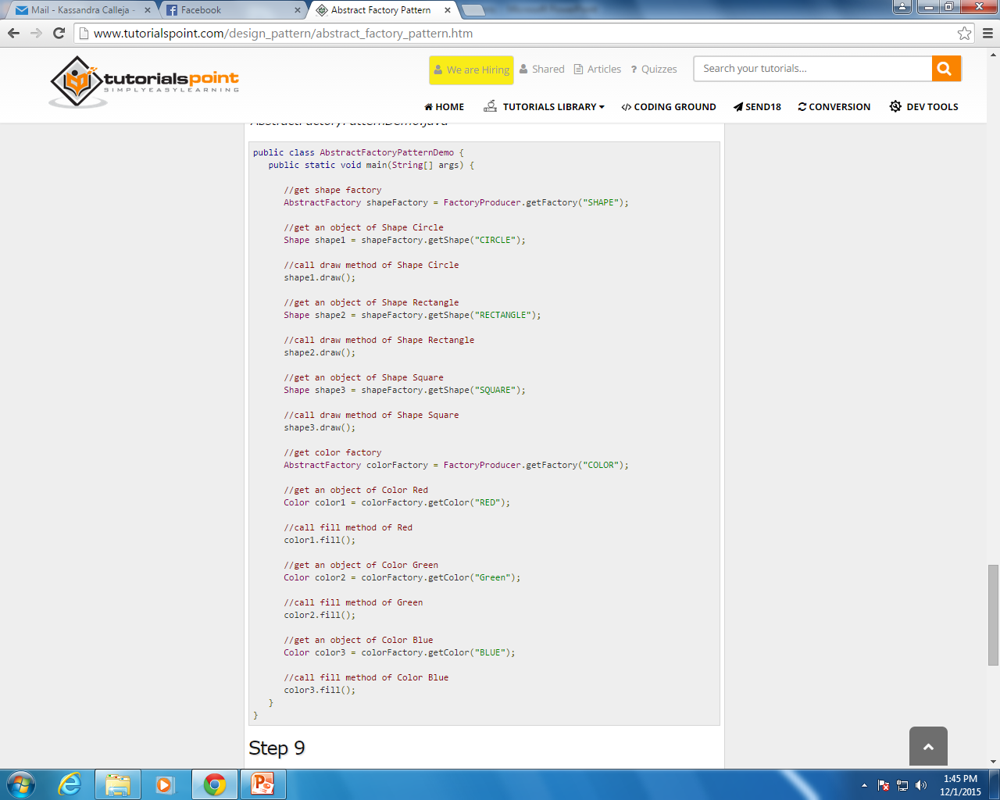 Mail - Kassandra Calleja -
Facebook
Abstract Factory Pattern
www.tutorialspoint.com/design_pattern/abstract_factory_pattern.htm
tutorialspoint
SIMPLYEASYLEARNING
We are Hiring
Shared
Articles
? Quizzes
Search your tutorials...
HOME
TUTORIALS LIBRARY
</> CODING GROUND
SEND18
CONVERSION
DEV TOOLS
AbstractFactoryPatternDemo.java
public class AbstractFactoryPatternDemo {
public static void main(String[] args) {
//get shape factory
AbstractFactory shapeFactory = FactoryProducer.getFactory("SHAPE");
//get an object of Shape Circle
Shape shape1 = shapeFactory.getShape("CIRCLE");
//call draw method of Shape Circle
shape1.draw();
//get an object of Shape Rectangle
Shape shape2 = shapeFactory.getShape("RECTANGLE");
//call draw method of Shape Rectangle
shape2.draw();
//get an object of Shape Square
Shape shape3 = shapeFactory.getShape("SQUARE");
//call draw method of Shape Square
shape3.draw();
//get color factory
AbstractFactory colorFactory = FactoryProducer.getFactory("COLOR");
//get an object of Color Red
Color color1 = colorFactory.getColor("RED");
//call fill method of Red
color1.fill();
//get an object of Color Green
Color color2 = colorFactory.getColor("Green");
//call fill method of Green
color2.fill();
//get an object of Color Blue
Color color3 = colorFactory.getColor("BLUE");
//call fill method of Color Blue
color3.fill();
}
}
Step 9
1:45 PM
12/1/2015